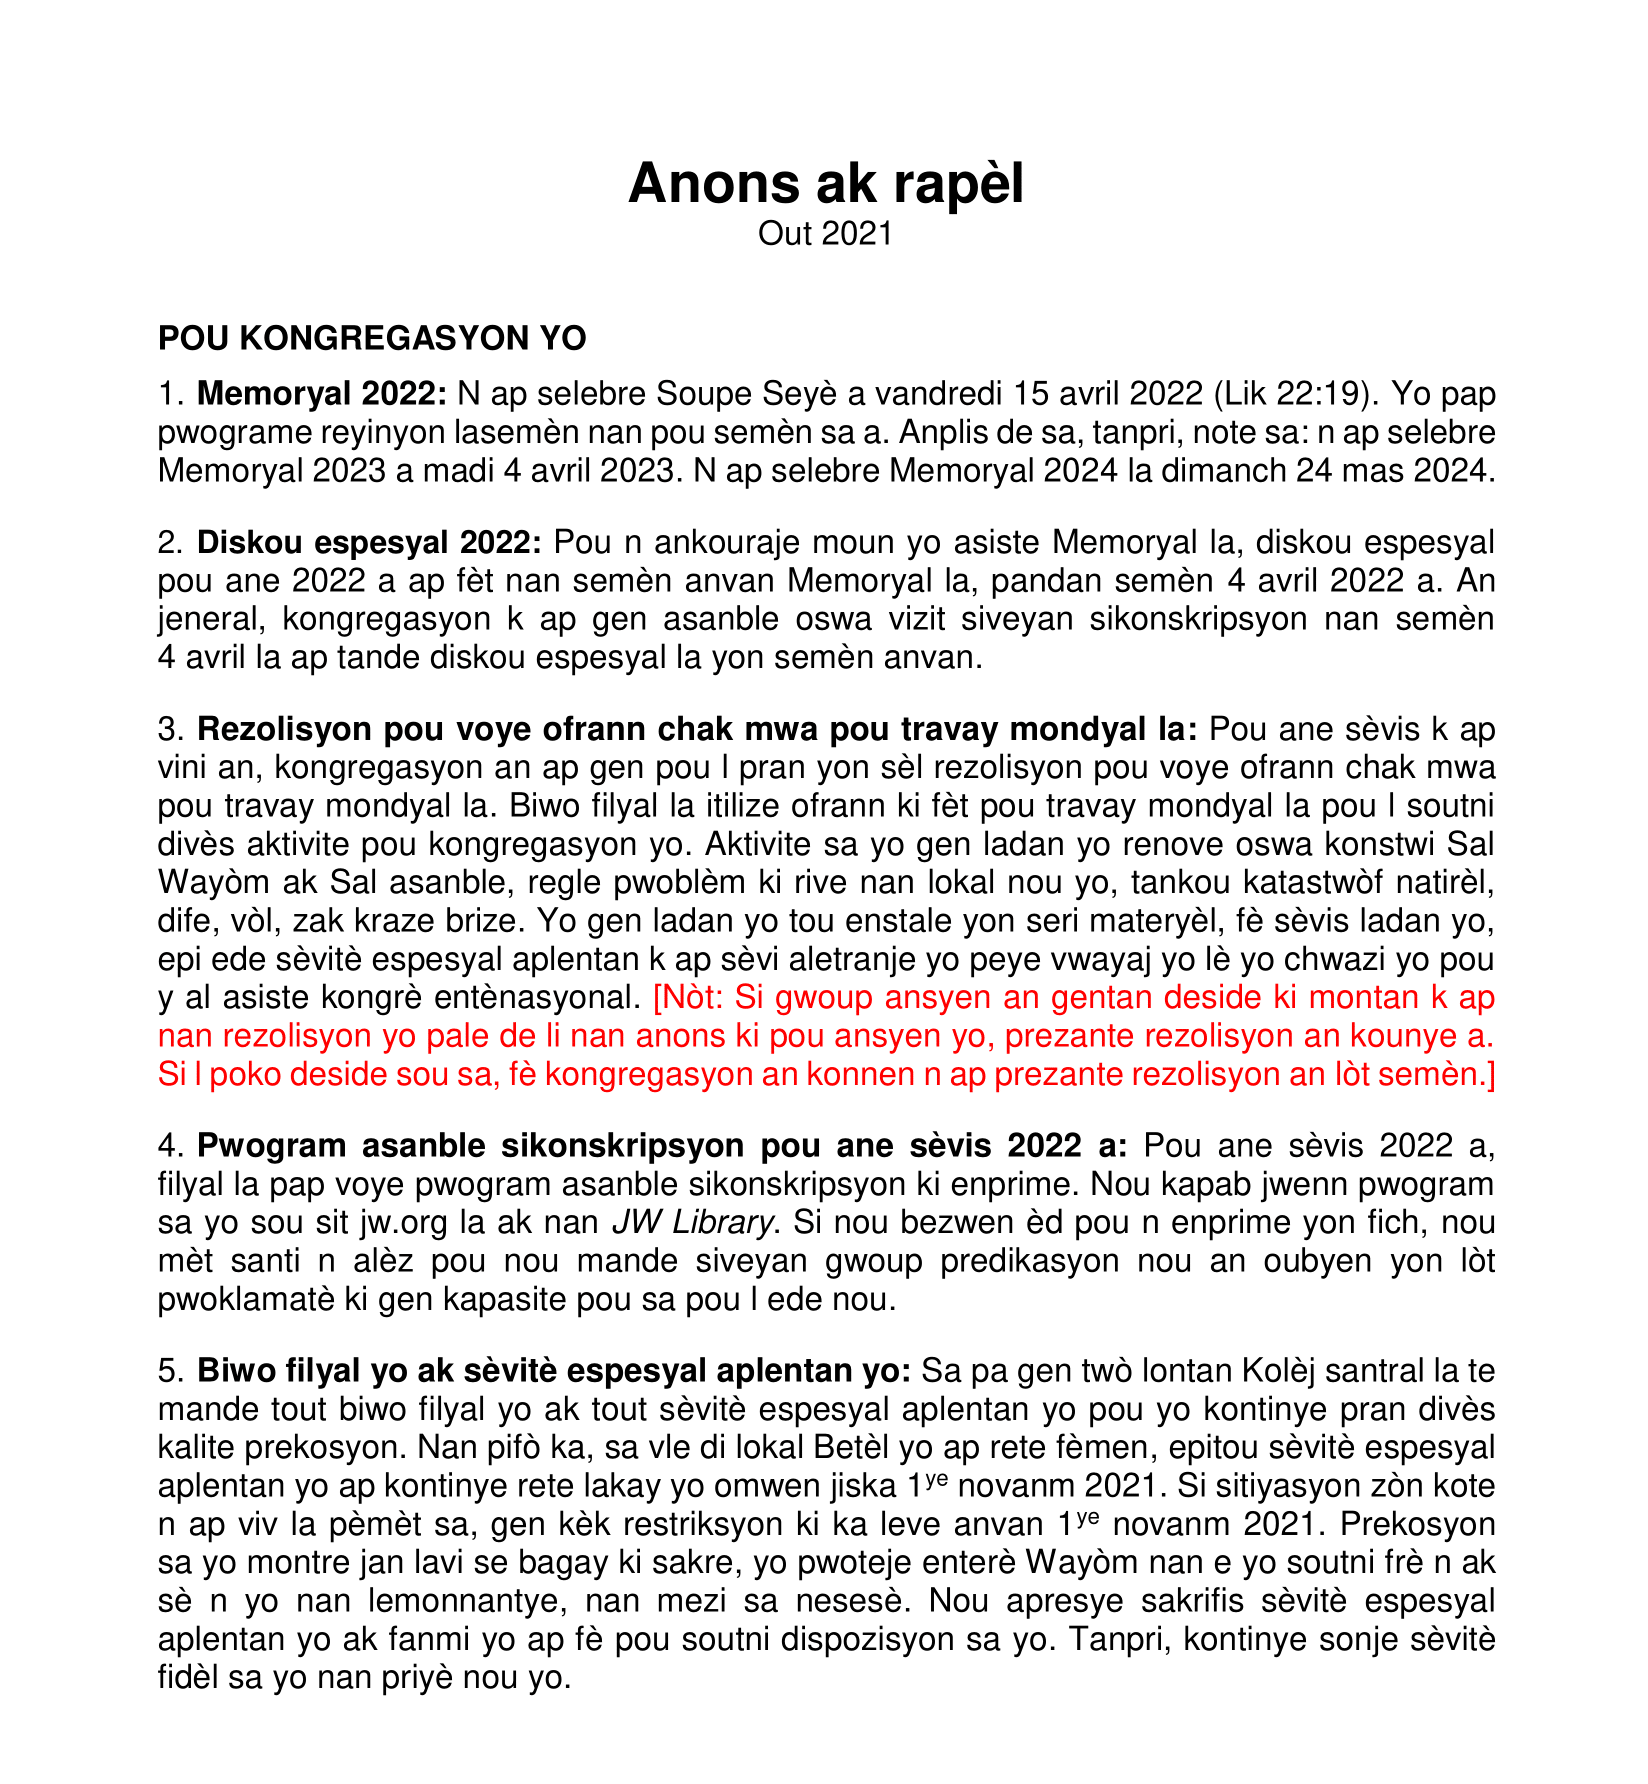 Anons ak rapèl
Out 2021
POU KONGREGASYON YO
1. Memoryal 2022: N ap selebre Soupe Seyè a vandredi 15 avril 2022 (Lik 22:19). Yo pap
pwograme reyinyon lasemèn nan pou semèn sa a. Anplis de sa, tanpri, note sa: n ap selebre
Memoryal 2023 a madi 4 avril 2023. N ap selebre Memoryal 2024 la dimanch 24 mas 2024.
2. Diskou espesyal 2022: Pou n ankouraje moun yo asiste Memoryal la, diskou espesyal
pou ane 2022 a ap fèt nan semèn anvan Memoryal la, pandan semèn 4 avril 2022 a. An
jeneral, kongregasyon k ap gen asanble oswa vizit siveyan sikonskripsyon nan semèn
4 avril la ap tande diskou espesyal la yon semèn anvan.
3. Rezolisyon pou voye ofrann chak mwa pou travay mondyal la: Pou ane sèvis k ap
vini an, kongregasyon an ap gen pou l pran yon sèl rezolisyon pou voye ofrann chak mwa
pou travay mondyal la. Biwo filyal la itilize ofrann ki fèt pou travay mondyal la pou l soutni
divès aktivite pou kongregasyon yo. Aktivite sa yo gen ladan yo renove oswa konstwi Sal
Wayòm ak Sal asanble, regle pwoblèm ki rive nan lokal nou yo, tankou katastwòf natirèl,
dife, vòl, zak kraze brize. Yo gen ladan yo tou enstale yon seri materyèl, fè sèvis ladan yo,
epi ede sèvitè espesyal aplentan k ap sèvi aletranje yo peye vwayaj yo lè yo chwazi yo pou
y al asiste kongrè entènasyonal. [Nòt: Si gwoup ansyen an gentan deside ki montan k ap
nan rezolisyon yo pale de li nan anons ki pou ansyen yo, prezante rezolisyon an kounye a.
Si l poko deside sou sa, fè kongregasyon an konnen n ap prezante rezolisyon an lòt semèn.]
4. Pwogram asanble sikonskripsyon pou ane sèvis 2022 a: Pou ane sèvis 2022 a,
filyal la pap voye pwogram asanble sikonskripsyon ki enprime. Nou kapab jwenn pwogram
sa yo sou sit jw.org la ak nan JW Library. Si nou bezwen èd pou n enprime yon fich, nou
mèt santi n alèz pou nou mande siveyan gwoup predikasyon nou an oubyen yon lòt
pwoklamatè ki gen kapasite pou sa pou l ede nou.
5. Biwo filyal yo ak sèvitè espesyal aplentan yo: Sa pa gen twò lontan Kolèj santral la te
mande tout biwo filyal yo ak tout sèvitè espesyal aplentan yo pou yo kontinye pran divès
kalite prekosyon. Nan pifò ka, sa vle di lokal Betèl yo ap rete fèmen, epitou sèvitè espesyal
aplentan yo ap kontinye rete lakay yo omwen jiska 1ye novanm 2021. Si sitiyasyon zòn kote
n ap viv la pèmèt sa, gen kèk restriksyon ki ka leve anvan 1ye novanm 2021. Prekosyon
sa yo montre jan lavi se bagay ki sakre, yo pwoteje enterè Wayòm nan e yo soutni frè n ak
sè n yo nan lemonnantye, nan mezi sa nesesè. Nou apresye sakrifis sèvitè espesyal
aplentan yo ak fanmi yo ap fè pou soutni dispozisyon sa yo. Tanpri, kontinye sonje sèvitè
fidèl sa yo nan priyè nou yo.